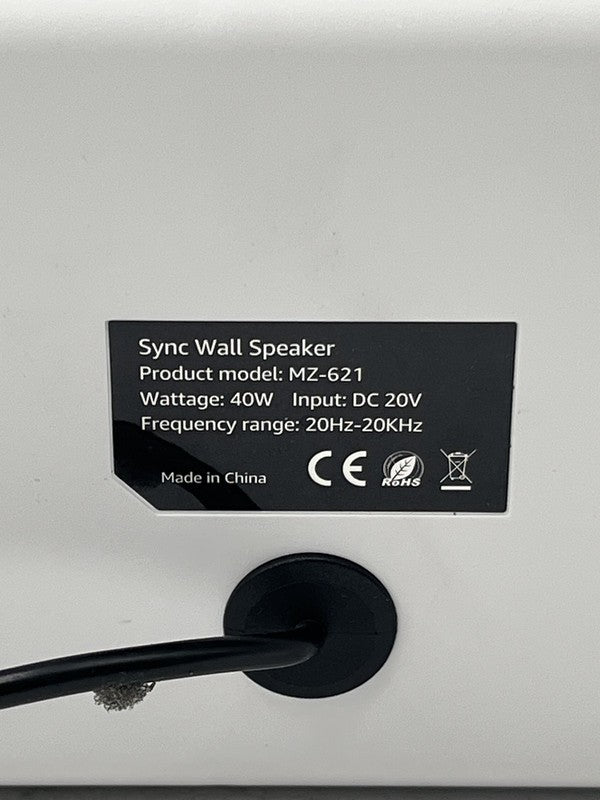 Sync Wall Speaker
Product model: MZ-621
Wattage: 40W Input: DC 20V
Frequency range: 20Hz-20KHz
Made in China CE RoHS